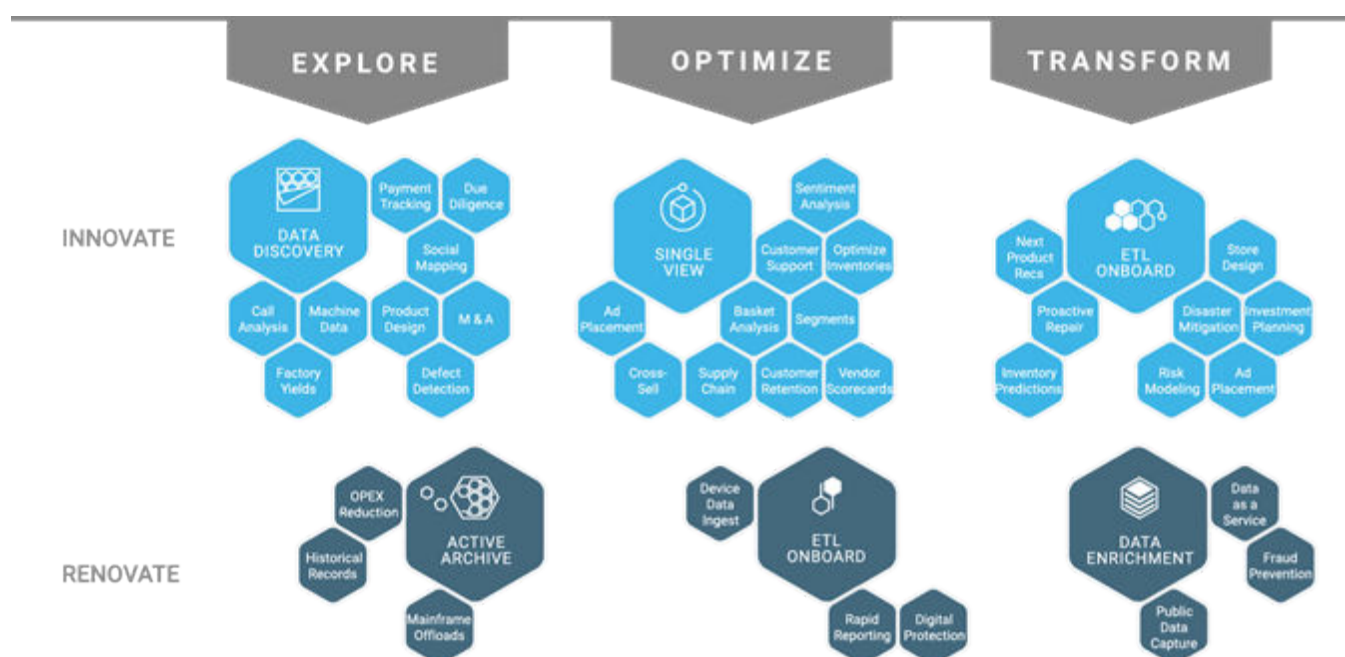 EXPLORE
OPTIMIZE
TRANSFORM
INNOVATE
DATA
DISCOVERY
Payment
Tracking
Due
Diligence
Social
Mapping
Call
Analysis
Machine
Data
Product
Design
M & A
Factory
Yields
Defect
Detection
SINGLE
VIEW
Sentiment
Analysis
Customer
Support
Optimize
Inventories
Ad
Placement
Basket
Analysis
Segments
Cross-
Sell
Supply
Chain
Customer
Retention
Vendor
Scorecards
Next
Product
Recs
ETL
ONBOARD
Store
Design
Proactive
Repair
Disaster
Mitigation
Investment
Planning
Inventory
Predictions
Risk
Modeling
Ad
Placement
RENOVATE
OPEX
Reduction
ACTIVE
ARCHIVE
Historical
Records
Mainframe
Offloads
Device
Data
Ingest
ETL
ONBOARD
Rapid
Reporting
Digital
Protection
DATA
ENRICHMENT
Data
as a
Service
Fraud
Prevention
Public
Data
Capture